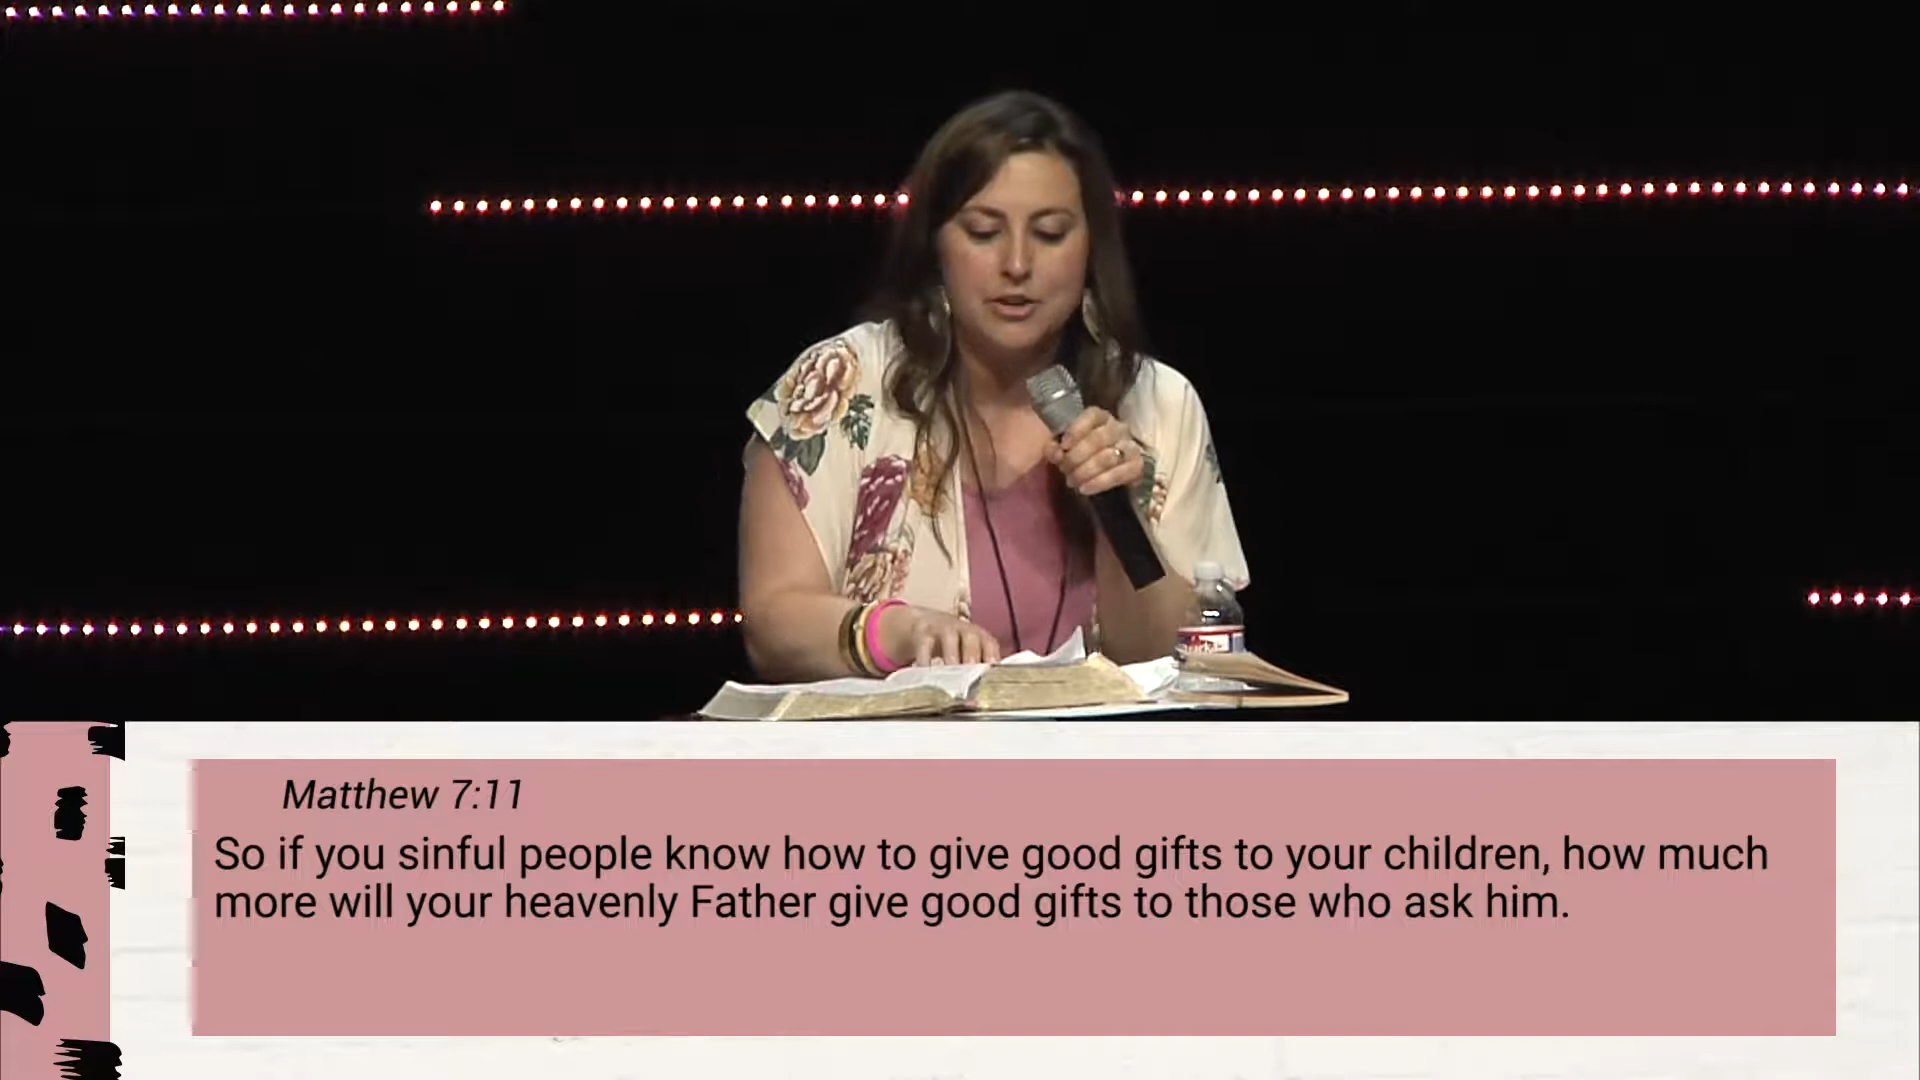 Matthew 7:11
So if you sinful people know how to give good gifts to your children, how much
more will your heavenly Father give good gifts to those who ask him.